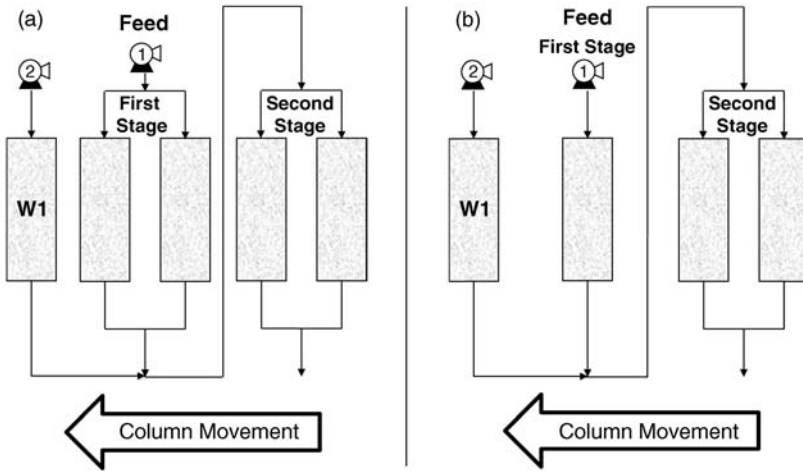 (a)
Feed
2
1
First
Stage
Second
Stage
W1
Column Movement
(b)
Feed
First Stage
2
1
Second
Stage
W1
Column Movement